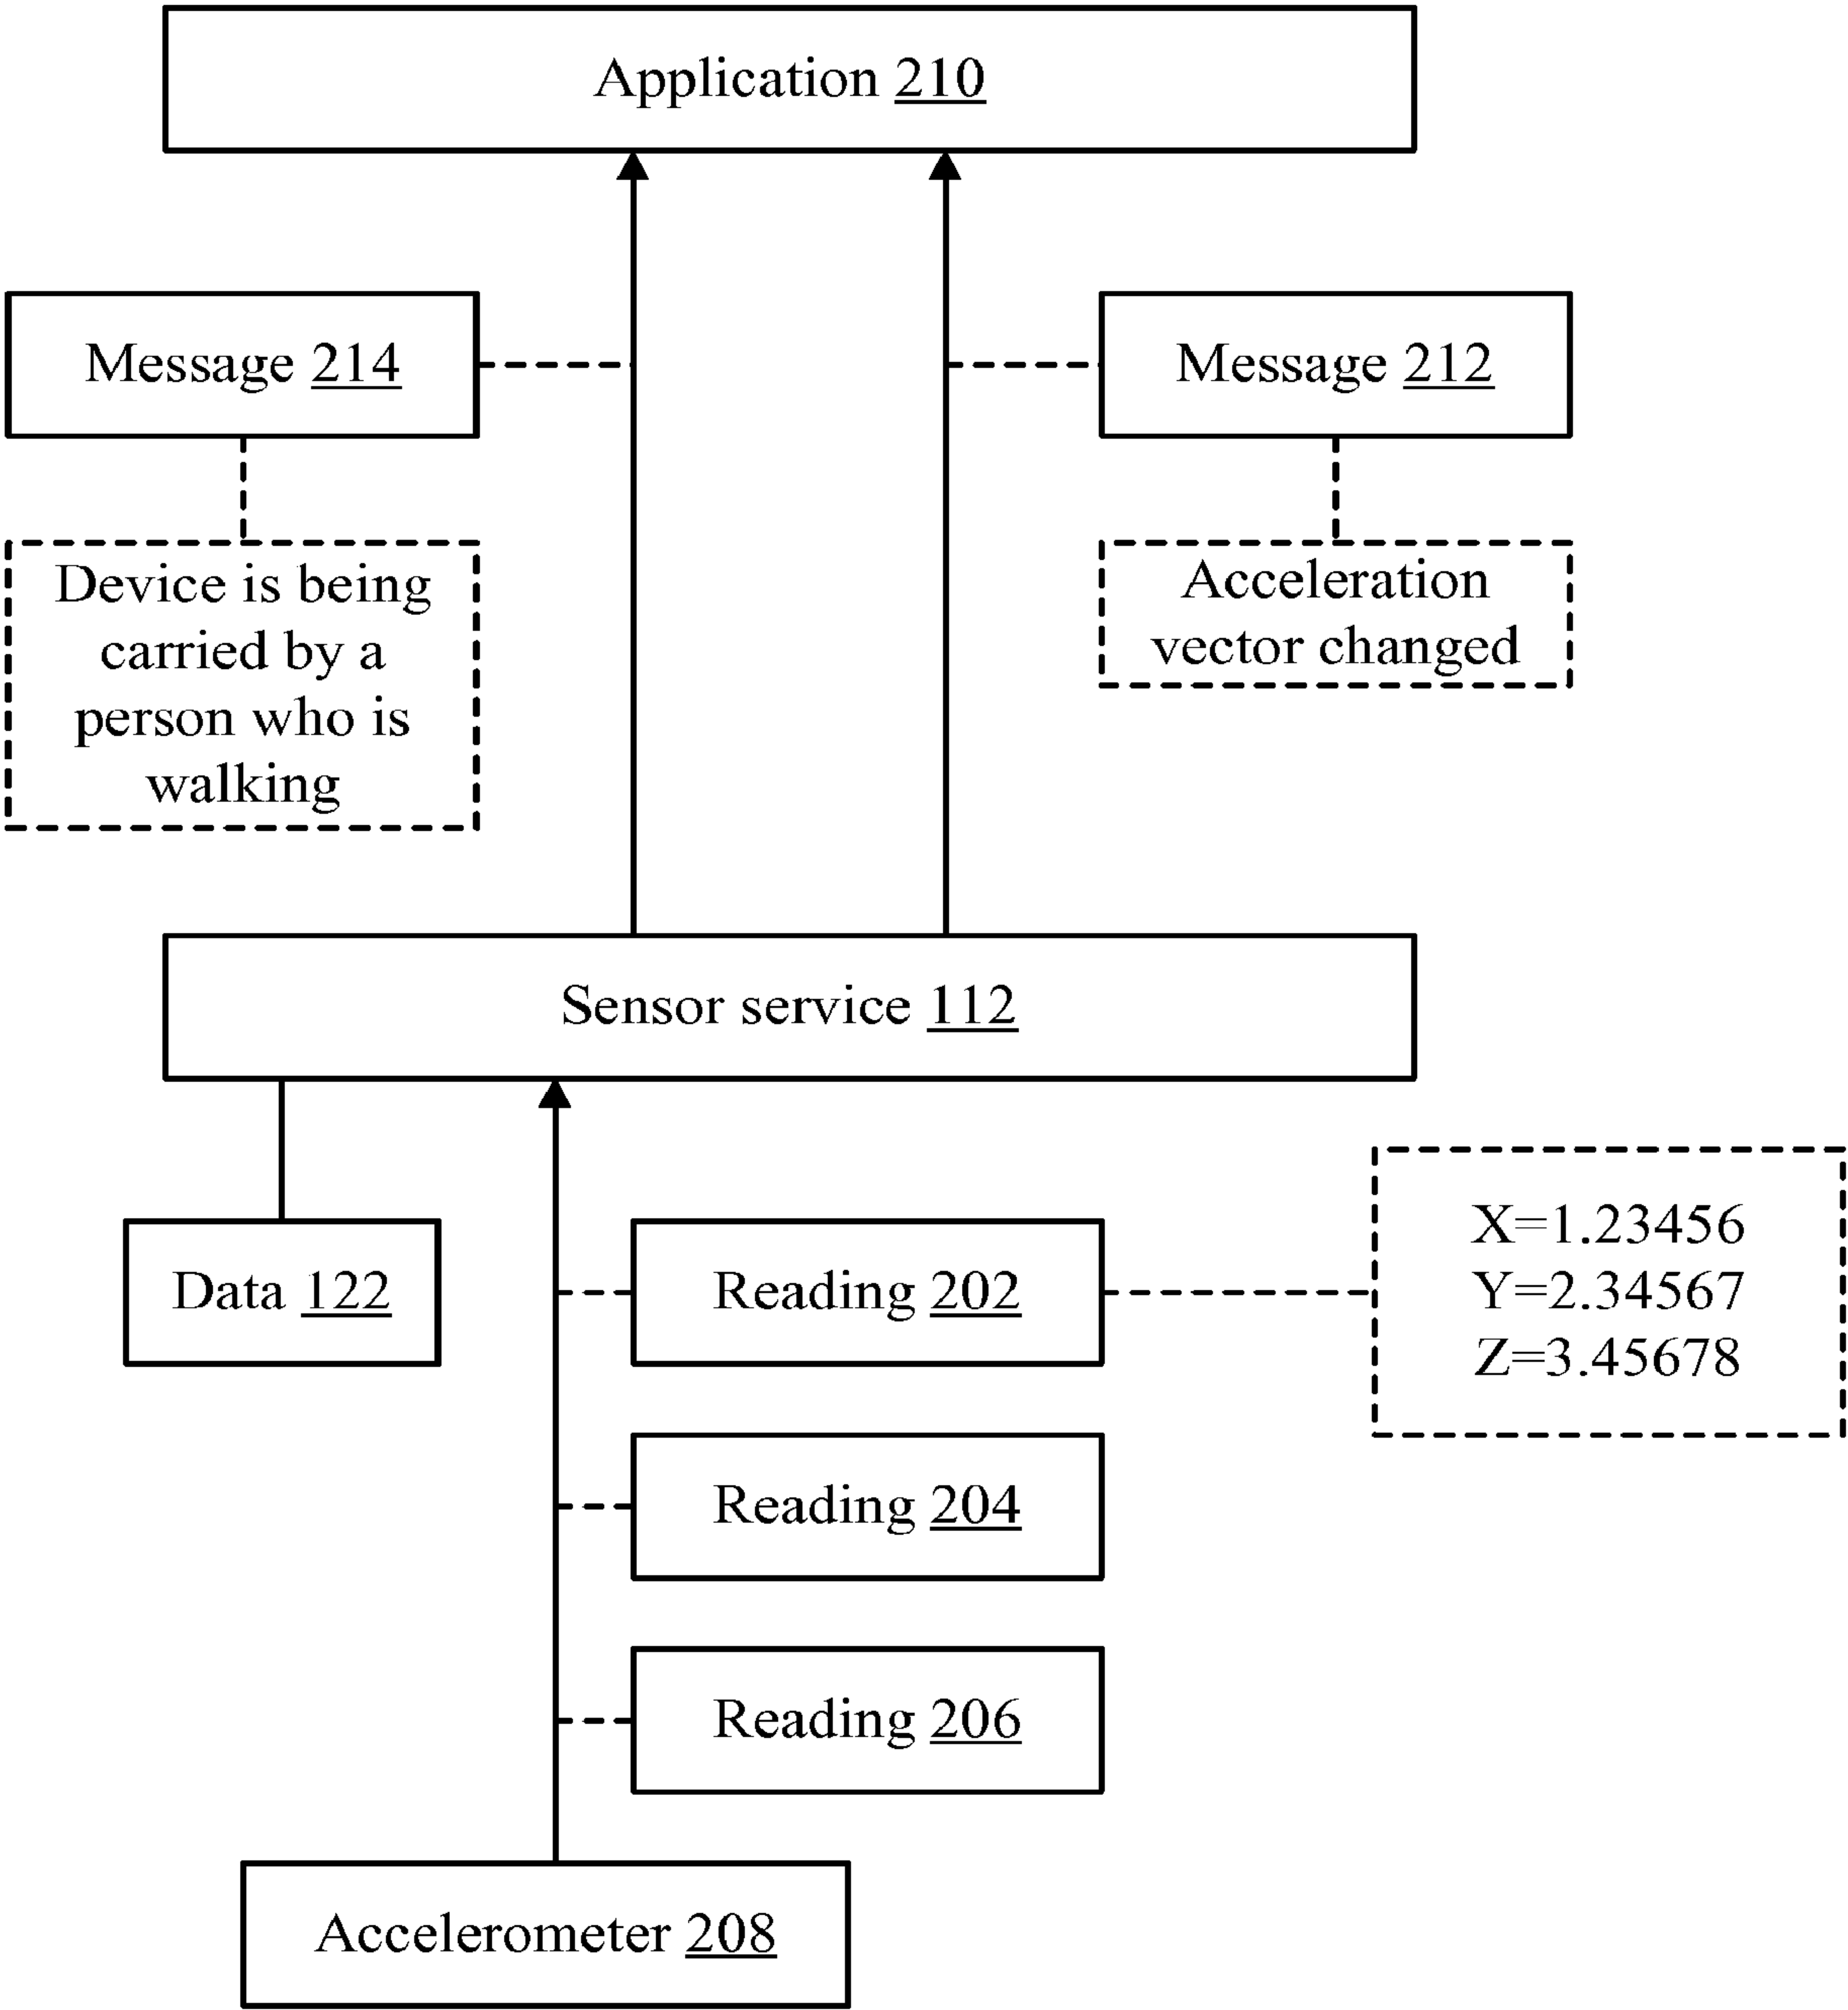 Application 210
Message 214
Message 212
Device is being
carried by a
person who is
walking
Acceleration
vector changed
Sensor service 112
Data 122
Reading 202
X=1.23456
Y=2.34567
Z=3.45678
Reading 204
Reading 206
Accelerometer 208